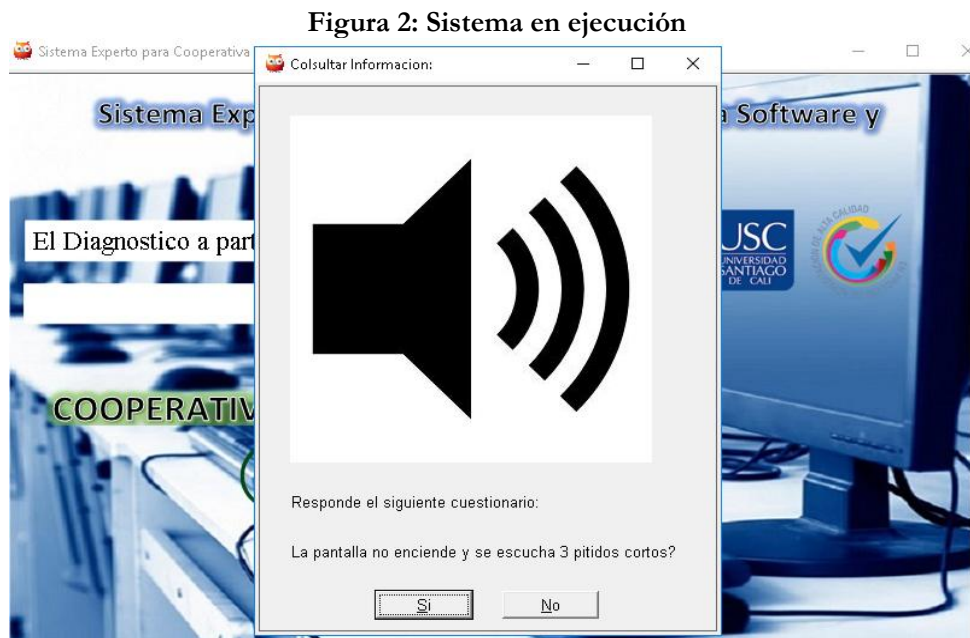 Figura 2: Sistema en ejecución
Sistema Experto para Cooperativa
Colsultar Informacion:
Sistema Exp
a Software y
El Diagnostico a part
USC
UNIVERSIDAD
SANTIAGO
DE CALI
ALTA CALIDAD
COOPERATIV
Responde el siguiente cuestionario:
La pantalla no enciende y se escucha 3 pitidos cortos?
Si
No